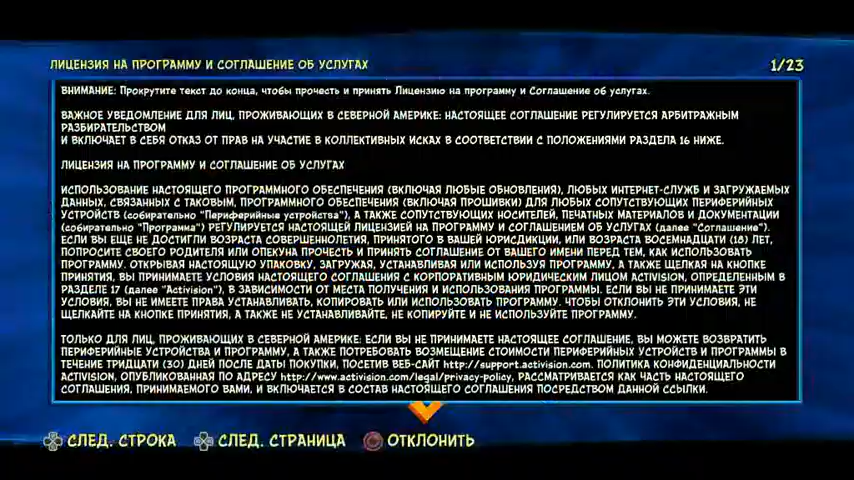 ЛИЦЕНЗИЯ НА ПРОГРАММУ И СОГЛАШЕНИЕ ОБ УСЛУГАХ
1/23
ВНИМАНИЕ: Прокрутите текст до конца, чтобы прочесть и принять Лицензию на программу и Соглашение об услугах.
ВАЖНОЕ УВЕДОМЛЕНИЕ ДЛЯ ЛИЦ, ПРОЖИВАЮЩИХ В СЕВЕРНОЙ АМЕРИКЕ: НАСТОЯЩЕЕ СОГЛАШЕНИЕ РЕГУЛИРУЕТСЯ АРБИТРАЖНЫМ
РАЗБИРАТЕЛЬСТВОМ
И ВКЛЮЧАЕТ В СЕБЯ ОТКАЗ ОТ ПРАВ НА УЧАСТИЕ В КОЛЛЕКТИВНЫХ ИСКАХ В СООТВЕТСТВИИ С ПОЛОЖЕНИЯМИ РАЗДЕЛА 16 НИЖЕ.
ЛИЦЕНЗИЯ НА ПРОГРАММУ И СОГЛАШЕНИЕ ОБ УСЛУГАХ
ИСПОЛЬЗОВАНИЕ НАСТОЯЩЕГО ПРОГРАММНОГО ОБЕСПЕЧЕНИЯ (ВКЛЮЧАЯ ЛЮБЫЕ ОБНОВЛЕНИЯ), ЛЮБЫХ ИНТЕРНЕТ-СЛУЖБ И ЗАГРУЖАЕМЫХ
ДАННЫХ, СВЯЗАННЫХ С ТАКОВЫМ, ПРОГРАММНОГО ОБЕСПЕЧЕНИЯ (ВКЛЮЧАЯ ПРОШИВКИ) ДЛЯ ЛЮБЫХ СОПУТСТВУЮЩИХ ПЕРИФЕРИЙНЫХ
УСТРОЙСТВ (собирательно "Периферийные устройства"), А ТАКЖЕ СОПУТСТВУЮЩИХ НОСИТЕЛЕЙ, ПЕЧАТНЫХ МАТЕРИАЛОВ И ДОКУМЕНТАЦИИ
(собирательно "Программа") РЕГУЛИРУЕТСЯ НАСТОЯЩЕЙ ЛИЦЕНЗИЕЙ НА ПРОГРАММУ И СОГЛАШЕНИЕМ ОБ УСЛУГАХ (далее "Соглашение").
ЕСЛИ ВЫ ЕЩЕ НЕ ДОСТИГЛИ ВОЗРАСТА СОВЕРШЕННОЛЕТИЯ, ПРИНЯТОГО В ВАШЕЙ ЮРИСДИКЦИИ, ИЛИ ВОЗРАСТА ВОСЕМНАДЦАТИ (18) ЛЕТ,
ПОПРОСИТЕ СВОЕГО РОДИТЕЛЯ ИЛИ ОПЕКУНА ПРОЧЕСТЬ И ПРИНЯТЬ СОГЛАШЕНИЕ ОТ ВАШЕГО ИМЕНИ ПЕРЕД ТЕМ, КАК ИСПОЛЬЗОВАТЬ
ПРОГРАММУ. ОТКРЫВАЯ НАСТОЯЩУЮ УПАКОВКУ, ЗАГРУЖАЯ, УСТАНАВЛИВАЯ ИЛИ ИСПОЛЬЗУЯ ПРОГРАММУ, А ТАКЖЕ ЩЕЛКАЯ НА КНОПКЕ
ПРИНЯТИЯ, ВЫ ПРИНИМАЕТЕ УСЛОВИЯ НАСТОЯЩЕГО СОГЛАШЕНИЯ С КОРПОРАТИВНЫМ ЮРИДИЧЕСКИМ ЛИЦОМ ACTIVISION, ОПРЕДЕЛЕННЫМ В
РАЗДЕЛЕ 17 (далее "Activision"), В ЗАВИСИМОСТИ ОТ МЕСТА ПОЛУЧЕНИЯ И ИСПОЛЬЗОВАНИЯ ПРОГРАММЫ. ЕСЛИ ВЫ НЕ ПРИНИМАЕТЕ ЭТИ
УСЛОВИЯ, ВЫ НЕ ИМЕЕТЕ ПРАВА УСТАНАВЛИВАТЬ, КОПИРОВАТЬ ИЛИ ИСПОЛЬЗОВАТЬ ПРОГРАММУ. ЧТОБЫ ОТКЛОНИТЬ ЭТИ УСЛОВИЯ, НЕ
ЩЕЛКАЙТЕ НА КНОПКЕ ПРИНЯТИЯ, А ТАКЖЕ НЕ УСТАНАВЛИВАЙТЕ, НЕ КОПИРУЙТЕ И НЕ ИСПОЛЬЗУЙТЕ ПРОГРАММУ.
ТОЛЬКО ДЛЯ ЛИЦ, ПРОЖИВАЮЩИХ В СЕВЕРНОЙ АМЕРИКЕ: ЕСЛИ ВЫ НЕ ПРИНИМАЕТЕ НАСТОЯЩЕЕ СОГЛАШЕНИЕ, ВЫ МОЖЕТЕ ВОЗВРАТИТЬ
ПЕРИФЕРИЙНЫЕ УСТРОЙСТВА И ПРОГРАММУ, А ТАКЖЕ ПОТРЕБОВАТЬ ВОЗМЕЩЕНИЕ СТОИМОСТИ ПЕРИФЕРИЙНЫХ УСТРОЙСТВ И ПРОГРАММЫ В
ТЕЧЕНИЕ ТРИДЦАТИ (30) ДНЕЙ ПОСЛЕ ДАТЫ ПОКУПКИ, ПОСЕТИВ ВЕБ-САЙТ http://support.activision.com. ПОЛИТИКА КОНФИДЕНЦИАЛЬНОСТИ
ACTIVISION, ОПУБЛИКОВАННАЯ ПО АДРЕСУ http://www.activision.com/legal/privacy-policy, РАССМАТРИВАЕТСЯ КАК ЧАСТЬ НАСТОЯЩЕГО
СОГЛАШЕНИЯ, ПРИНИМАЕМОГО ВАМИ, И ВКЛЮЧАЕТСЯ В СОСТАВ НАСТОЯЩЕГО СОГЛАШЕНИЯ ПОСРЕДСТВОМ ДАННОЙ ССЫЛКИ.
СЛЕД. СТРОКА СЛЕД. СТРАНИЦА ОТКЛОНИТЬ